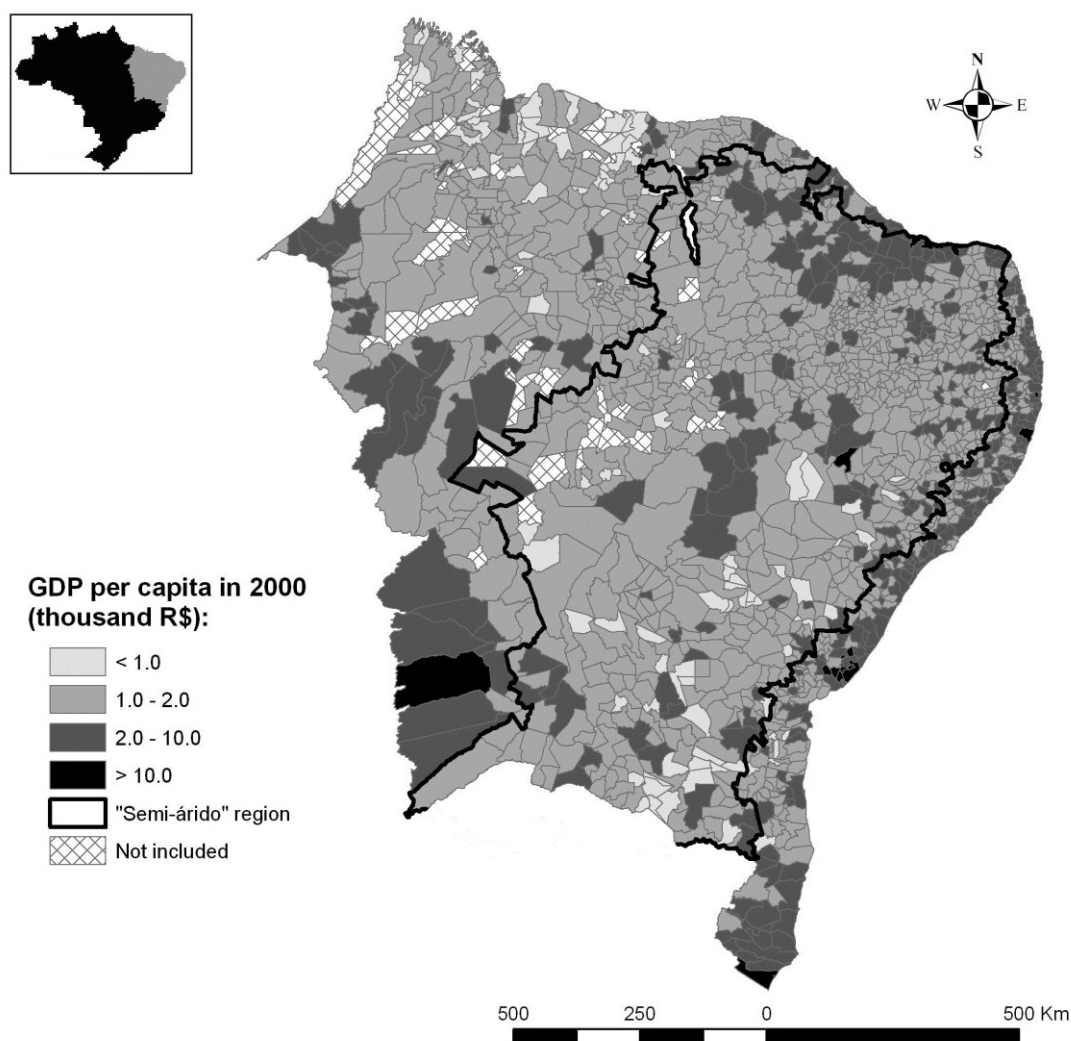 N
W E
S
GDP per capita in 2000
(thousand R$):
< 1.0
1.0 - 2.0
2.0 - 10.0
> 10.0
"Semi-árido" region
Not included
500 250 0 500 Km